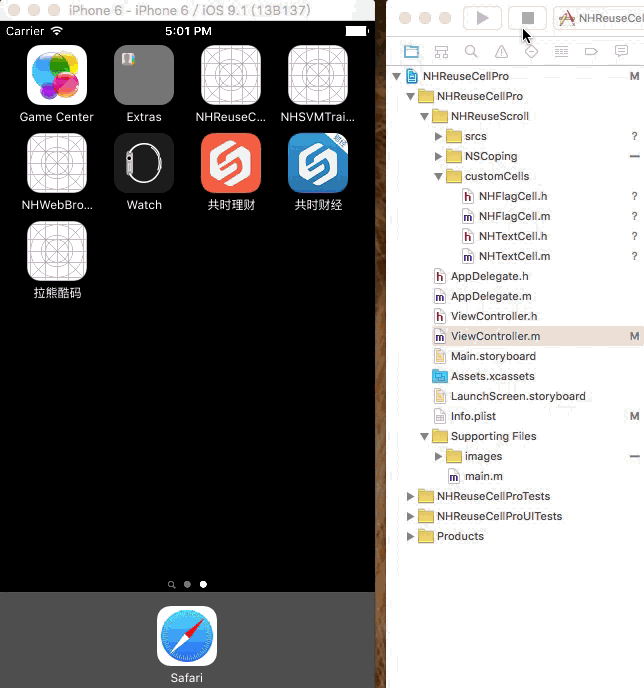 iPhone 6 - iPhone 6 / iOS 9.1 (13B137)
Carrier
5:01 PM
Game Center
Extras
NHReuseC...
NHSVMTrai...
NHWebBro...
Watch
共时理财
共时财经
拉熊酷码
Safari
NHReuseCel
NHReuseCellPro M
NHReuseCellPro
NHReuseScroll
srcs ?
NSCoping
customCells
h NHFlagCell.h ?
m NHFlagCell.m ?
h NHTextCell.h ?
m NHTextCell.m ?
h AppDelegate.h
m AppDelegate.m
h ViewController.h
m ViewController.m M
Main.storyboard
Assets.xcassets
LaunchScreen.storyboard
Info.plist M
Supporting Files
images
m main.m
NHReuseCellProTests
NHReuseCellProUITests
Products